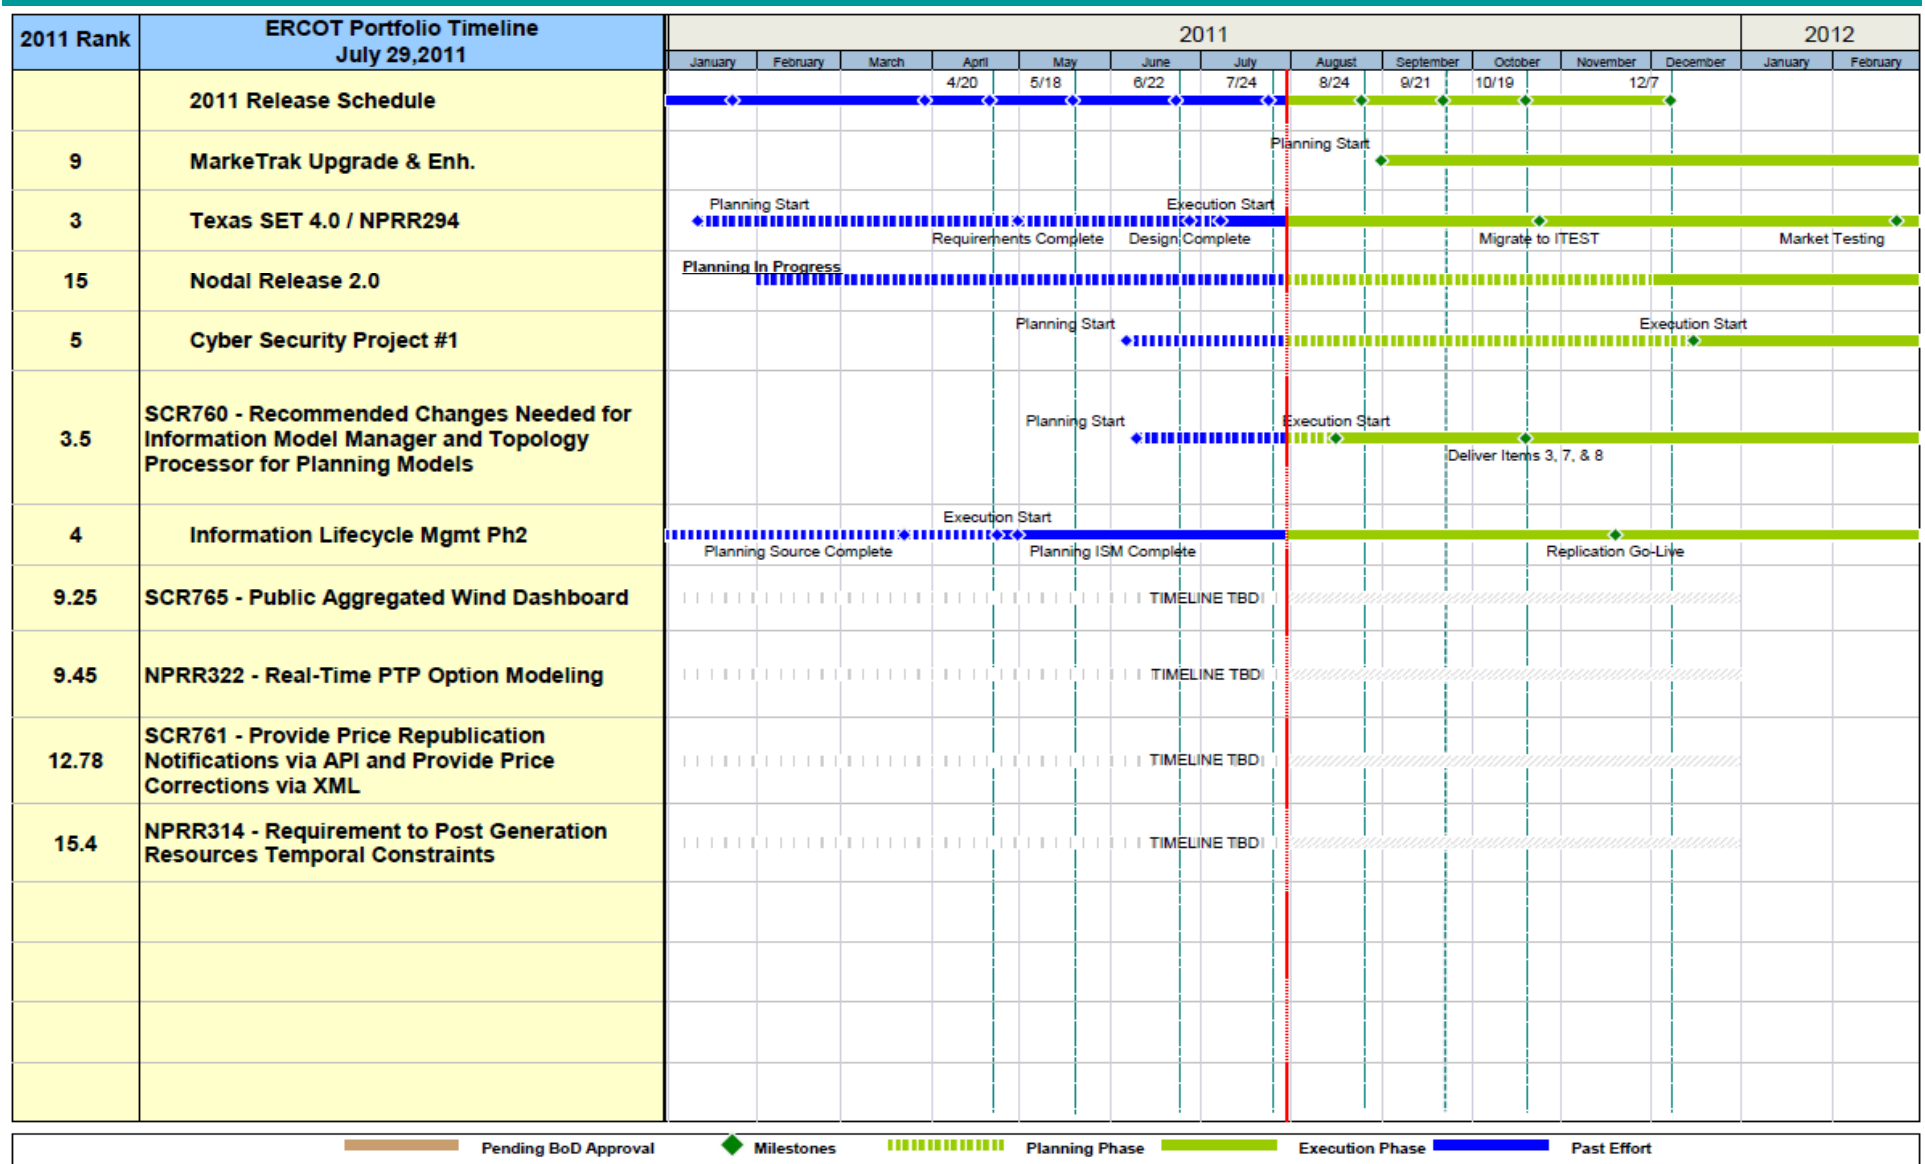 2011 Rank
ERCOT Portfolio Timeline
July 29,2011
2011
2012
January February March April May June July August September October November December January February
2011 Release Schedule
4/20 5/18 6/22 7/24 8/24 9/21 10/19 12/7
9
MarkeTrak Upgrade & Enh.
Planning Start
3
Texas SET 4.0 / NPRR294
Planning Start
Execution Start
Requirements Complete
Design Complete
Migrate to ITEST
Market Testing
15
Nodal Release 2.0
Planning In Progress
5
Cyber Security Project #1
Planning Start
Execution Start
3.5
SCR760 - Recommended Changes Needed for
Information Model Manager and Topology
Processor for Planning Models
Planning Start
Execution Start
Deliver Items 3, 7, & 8
4
Information Lifecycle Mgmt Ph2
Execution Start
Planning Source Complete
Planning ISM Complete
Replication Go-Live
9.25
SCR765 - Public Aggregated Wind Dashboard
TIMELINE TBD
9.45
NPRR322 - Real-Time PTP Option Modeling
TIMELINE TBD
12.78
SCR761 - Provide Price Republication
Notifications via API and Provide Price
Corrections via XML
TIMELINE TBD
15.4
NPRR314 - Requirement to Post Generation
Resources Temporal Constraints
TIMELINE TBD
Pending BoD Approval
Milestones
Planning Phase
Execution Phase
Past Effort